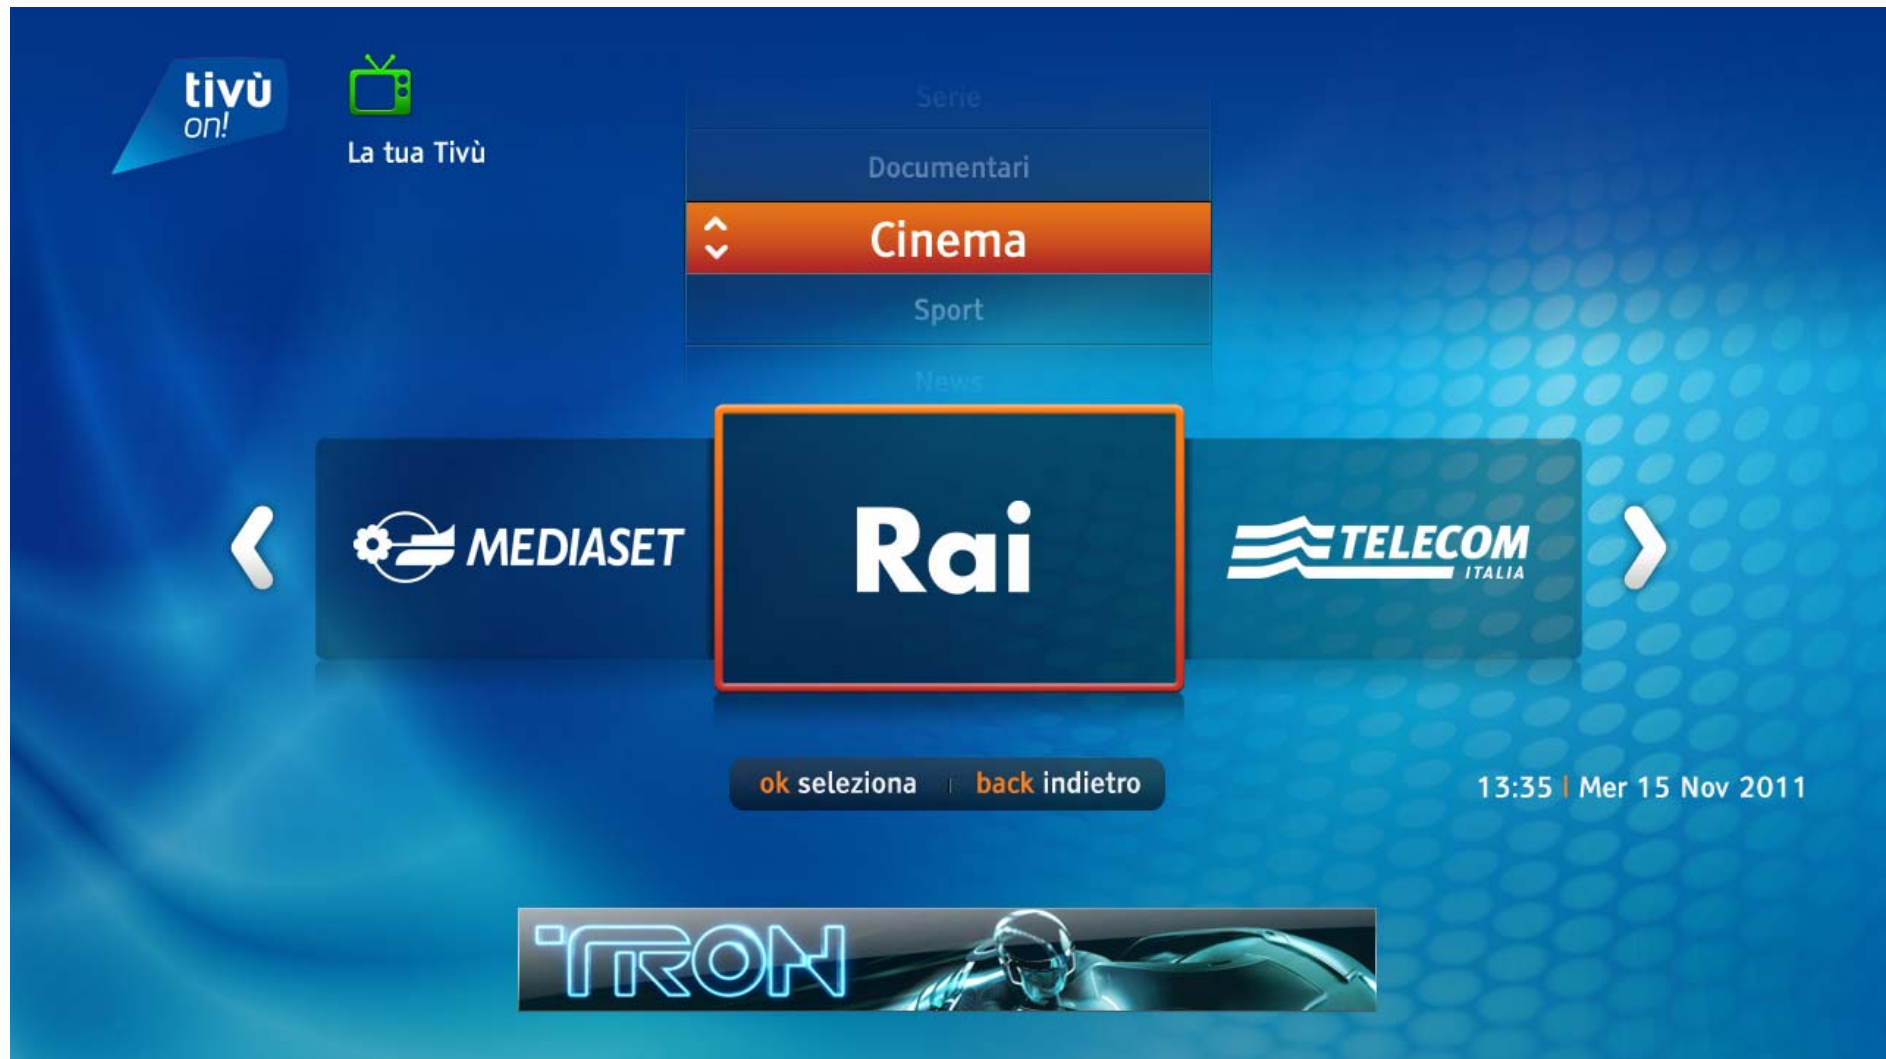 tivù
on!
La tua Tivù
Serie
Documentari
Cinema
Sport
News
MEDIASET
Rai
TELECOM
ITALIA
ok seleziona | back indietro
13:35 | Mer 15 Nov 2011
TRON